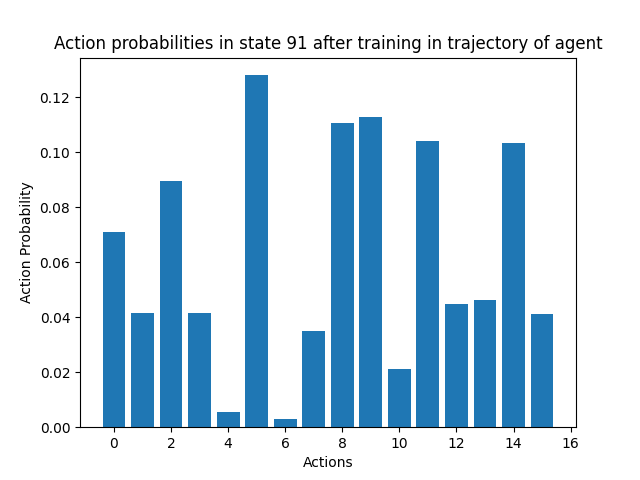 Action probabilities in state 91 after training in trajectory of agent
0.12
0.10
0.08
0.06
0.04
0.02
0.00
Action Probability
0 2 4 6 8 10 12 14 16
Actions